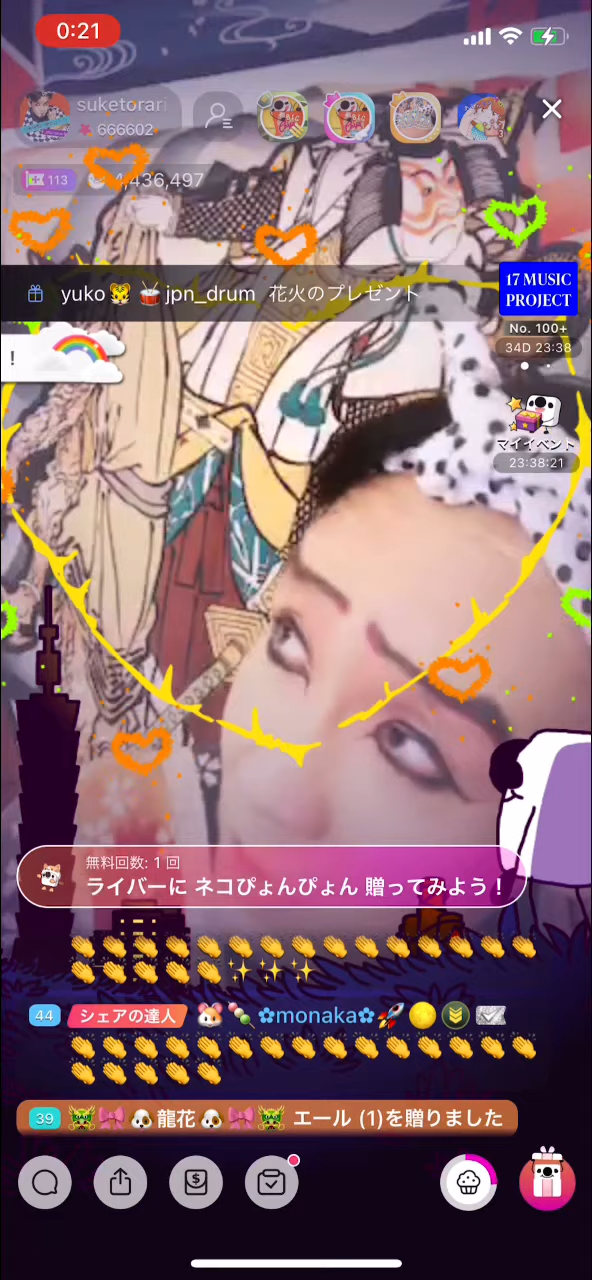 0:21
suketorari
666602
113
4,436,497
yuko🐯🥁jpn_drum 花火のプレゼント
17 MUSIC
PROJECT
No. 100+
34D 23:38
!
マイイベント
23:38:21
無料回数: 1 回
ライバーに ネコぴょんぴょん 贈ってみよう！
👏👏👏👏👏👏👏👏👏👏👏👏👏👏👏
👏👏👏👏👏✨✨✨
44 シェアの達人 🐹🍡✿monaka✿🚀🌕
👏👏👏👏👏👏👏👏👏👏👏👏👏👏👏
👏👏👏👏👏
39 🐲🎀🐶龍花🐶🎀🐲 エール (1)を贈りました